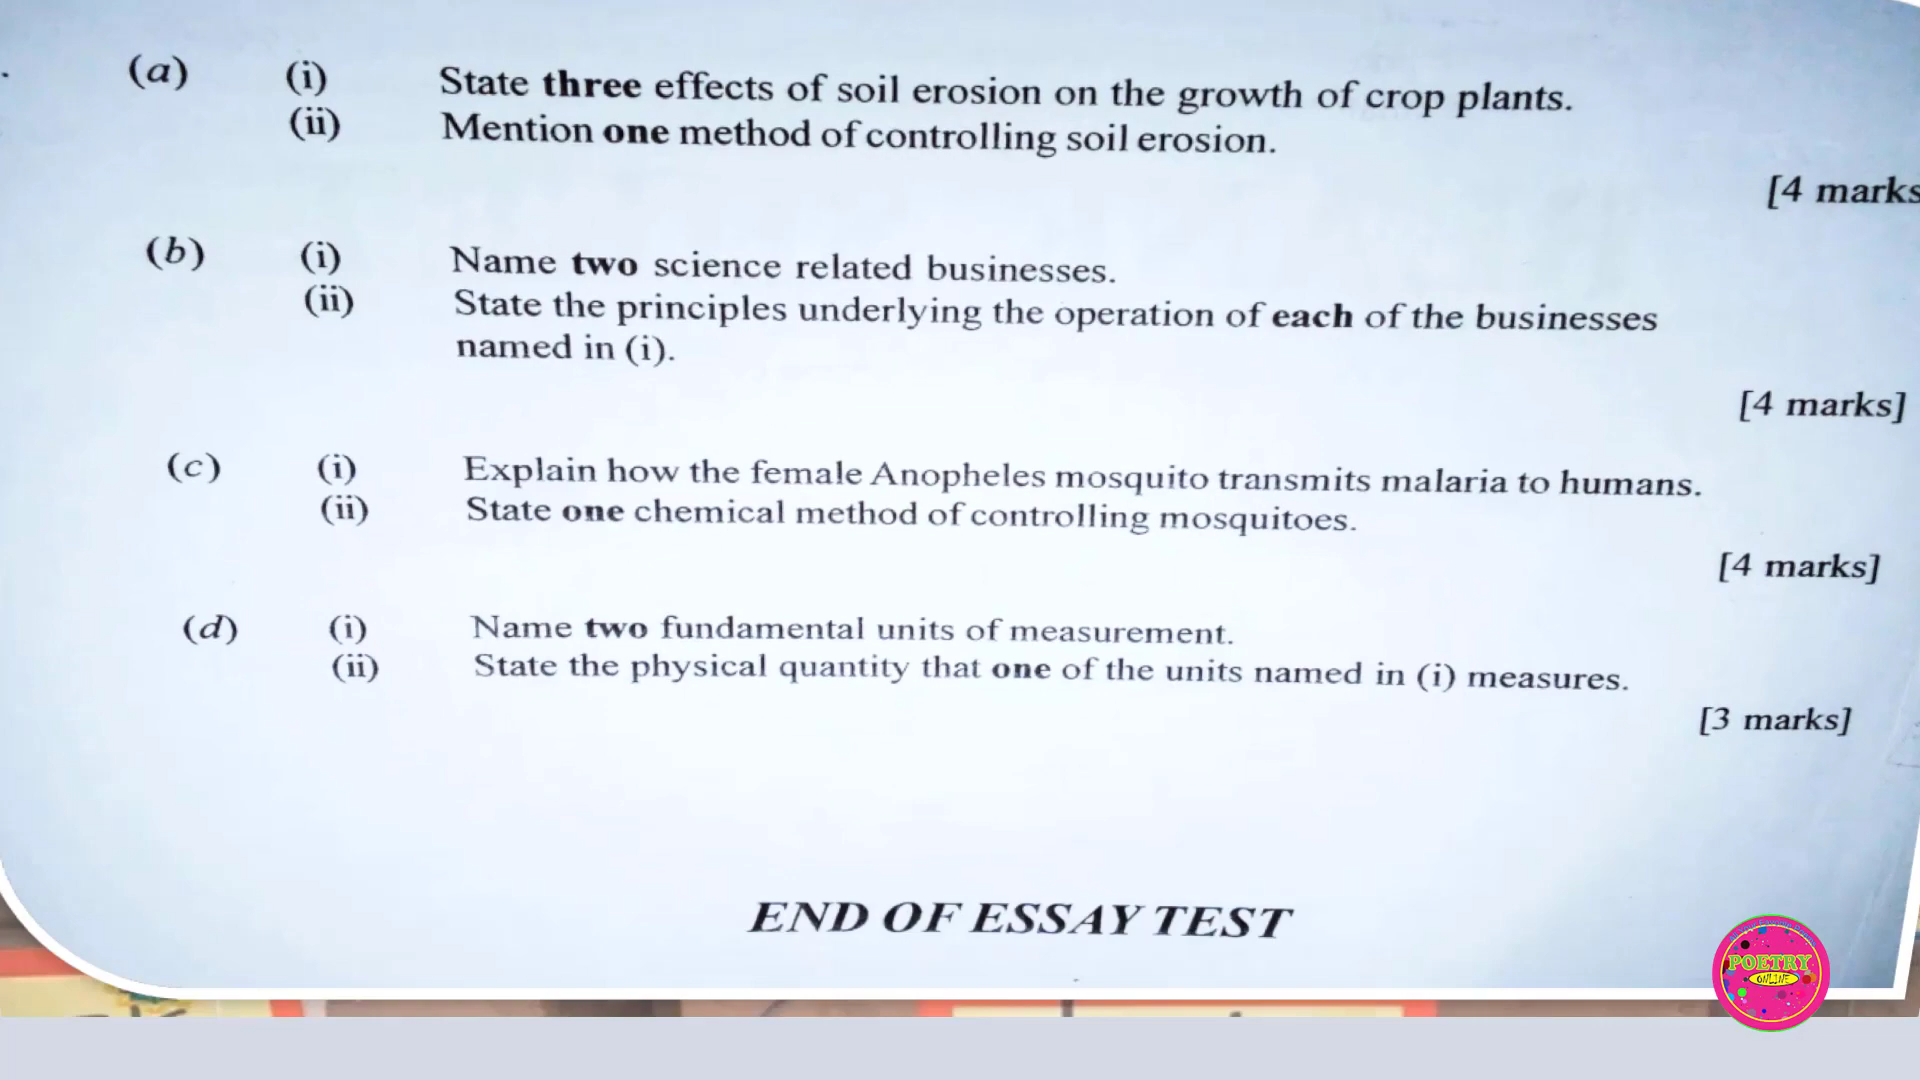 (a) (i) State three effects of soil erosion on the growth of crop plants.
(ii) Mention one method of controlling soil erosion.
[4 marks
(b) (i) Name two science related businesses.
(ii) State the principles underlying the operation of each of the businesses
named in (i).
[4 marks]
(c) (i) Explain how the female Anopheles mosquito transmits malaria to humans.
(ii) State one chemical method of controlling mosquitoes.
[4 marks]
(d) (i) Name two fundamental units of measurement.
(ii) State the physical quantity that one of the units named in (i) measures.
[3 marks]
END OF ESSAY TEST
POETRY
ONLINE